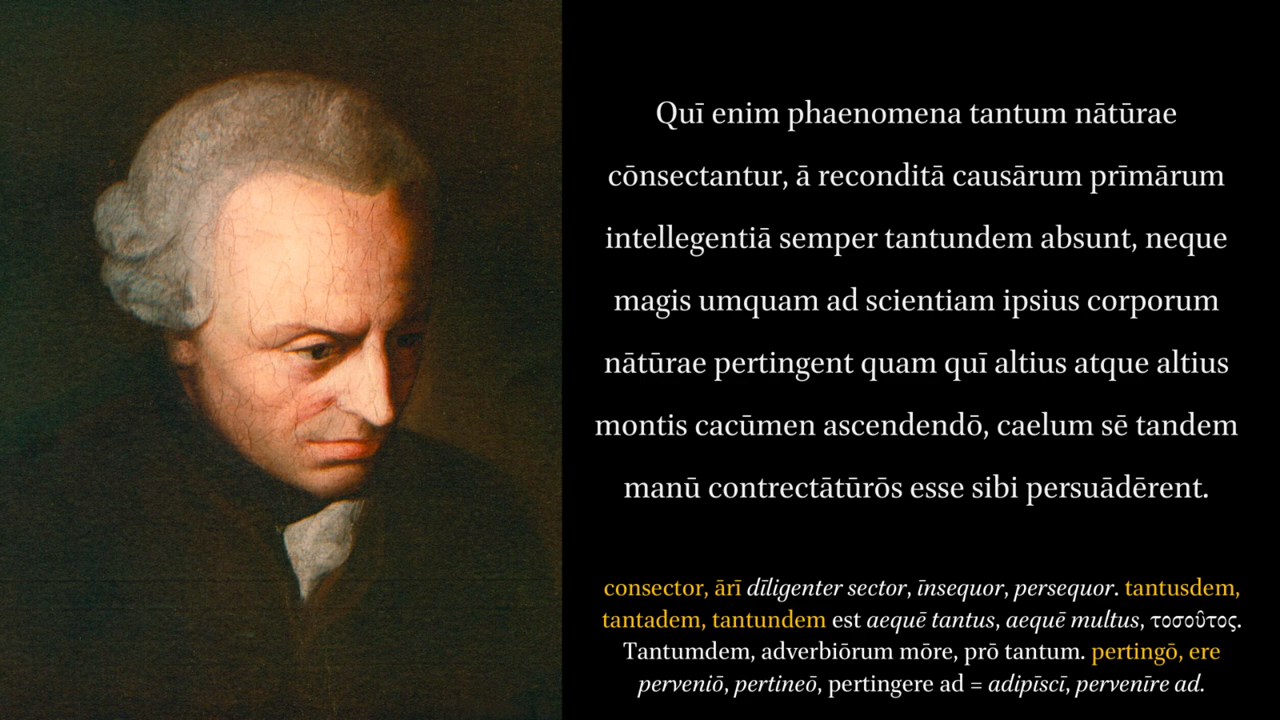 Quī enim phaenomena tantum nātūrae
cōnsectantur, ā reconditā causārum prīmārum
intellegentiā semper tantundem absunt, neque
magis umquam ad scientiam ipsius corporum
nātūrae pertingent quam quī altius atque altius
montis cacūmen ascendendō, caelum sē tandem
manū contrectātūrōs esse sibi persuādērent.
consector, ārī dīligenter sector, īnsequor, persequor. tantusdem,
tantadem, tantundem est aequē tantus, aequē multus, τοσοῦτος.
Tantumdem, adverbiōrum mōre, prō tantum. pertingō, ere
perveniō, pertineō, pertingere ad = adipīscī, pervenīre ad.